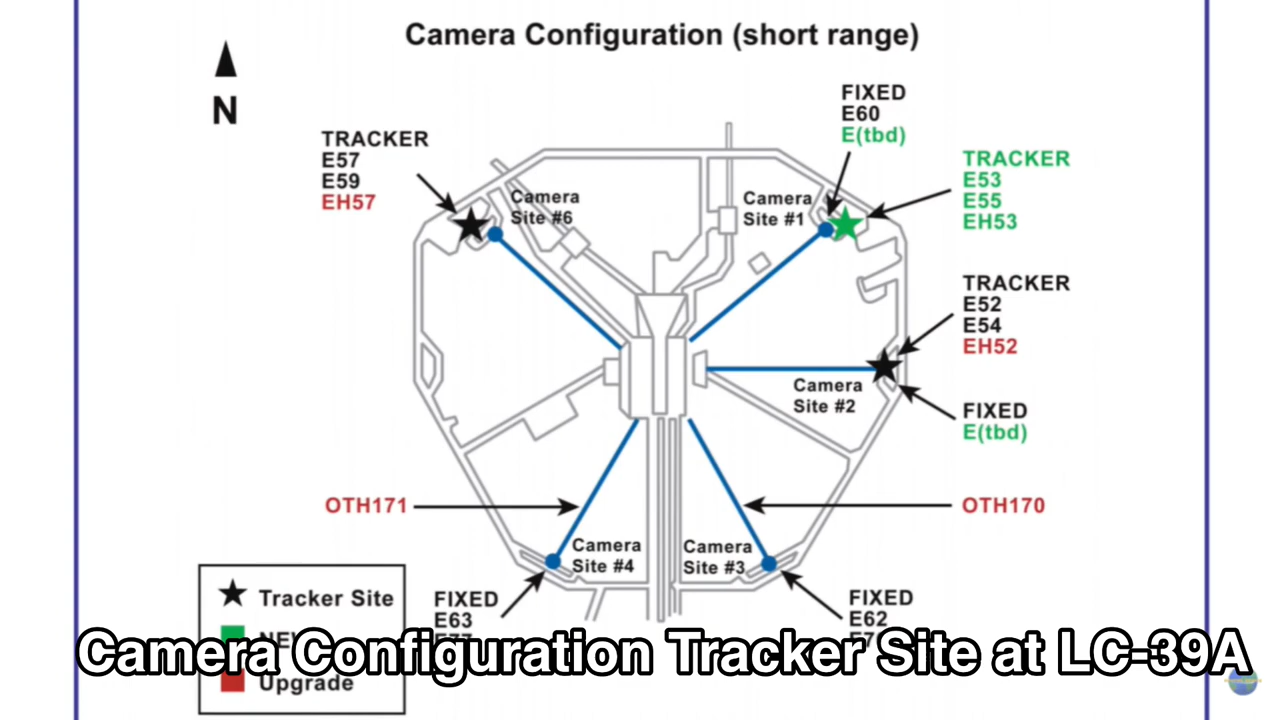 Camera Configuration (short range)
N
TRACKER
E57
E59
EH57
Camera
Site #6
FIXED
E60
E(tbd)
Camera
Site #1
TRACKER
E53
E55
EH53
TRACKER
E52
E54
EH52
Camera
Site #2
FIXED
E(tbd)
OTH171
OTH170
Camera
Site #4
Camera
Site #3
FIXED
E63
FIXED
E62
Tracker Site
Upgrade
Camera Configuration Tracker Site at LC-39A